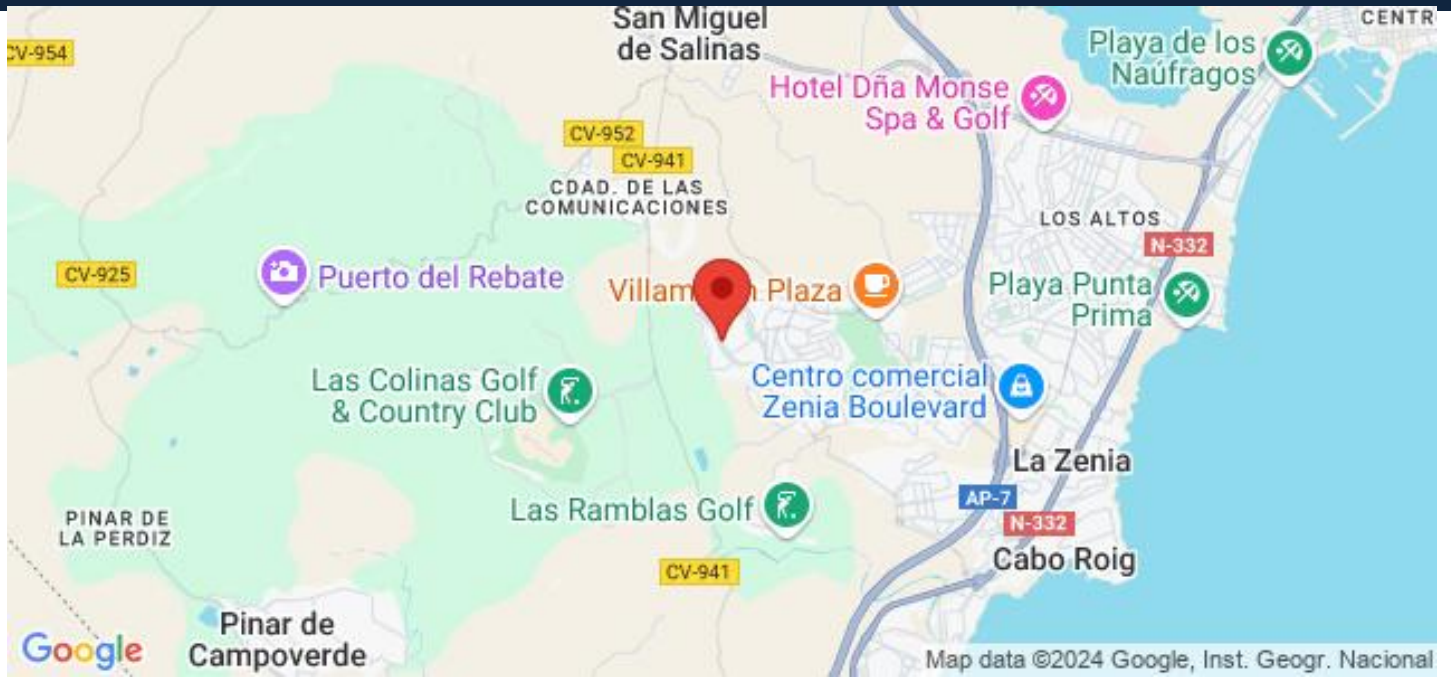 San Miguel
de Salinas
CENTR
CV-954
Playa de los
Naúfragos
Hotel Dña Monse
Spa & Golf
CV-952
CV-941
CDAD. DE LAS
COMUNICACIONES
LOS ALTOS
N-332
CV-925
Puerto del Rebate
Villam n Plaza
Playa Punta
Prima
Las Colinas Golf
& Country Club
Centro comercial
Zenia Boulevard
La Zenia
AP-7
N-332
Las Ramblas Golf
PINAR DE
LA PERDIZ
Cabo Roig
CV-941
Pinar de
Campoverde
Google
Map data ©2024 Google, Inst. Geogr. Nacional